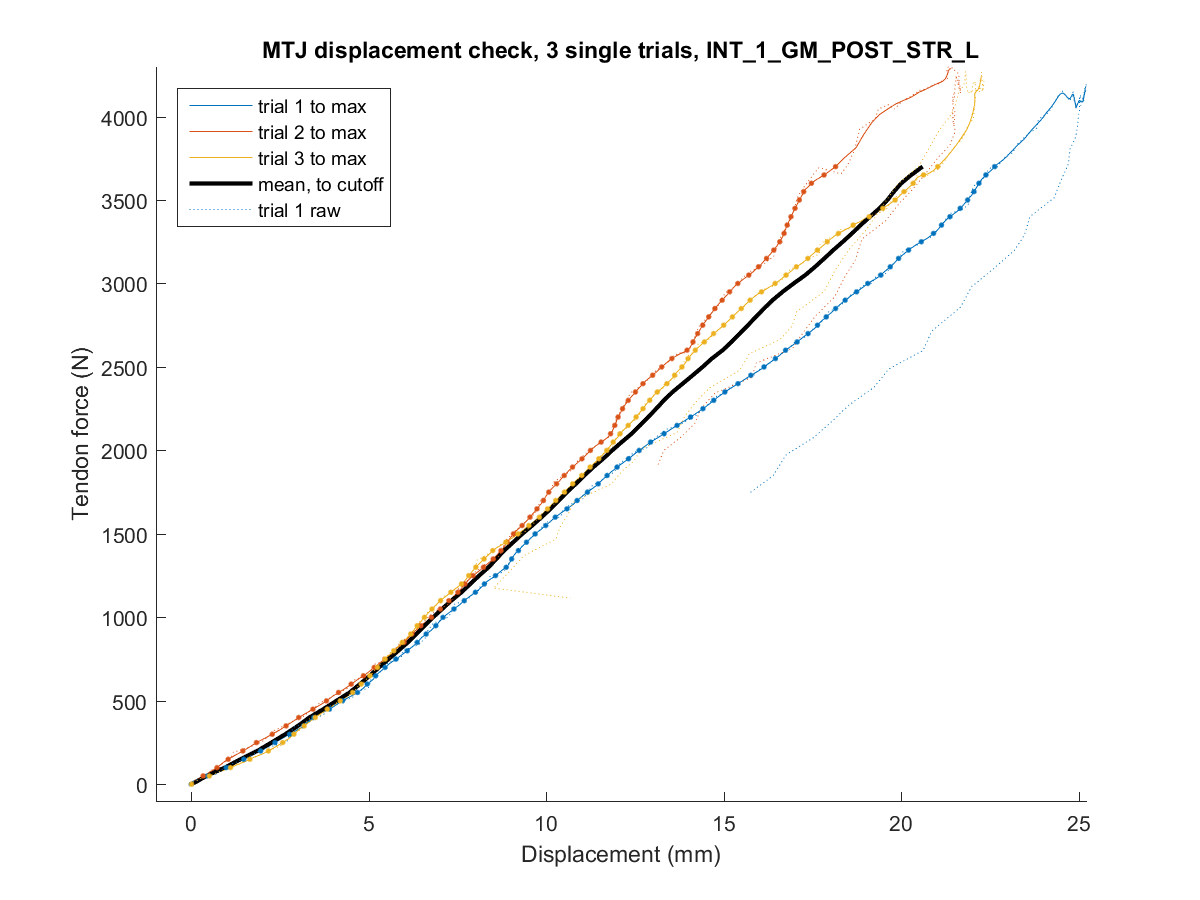 MTJ displacement check, 3 single trials, INT_1_GM_POST_STR_L
trial 1 to max
trial 2 to max
trial 3 to max
mean, to cutoff
trial 1 raw
4000
3500
3000
2500
2000
1500
1000
500
0
Tendon force (N)
0 5 10 15 20 25
Displacement (mm)